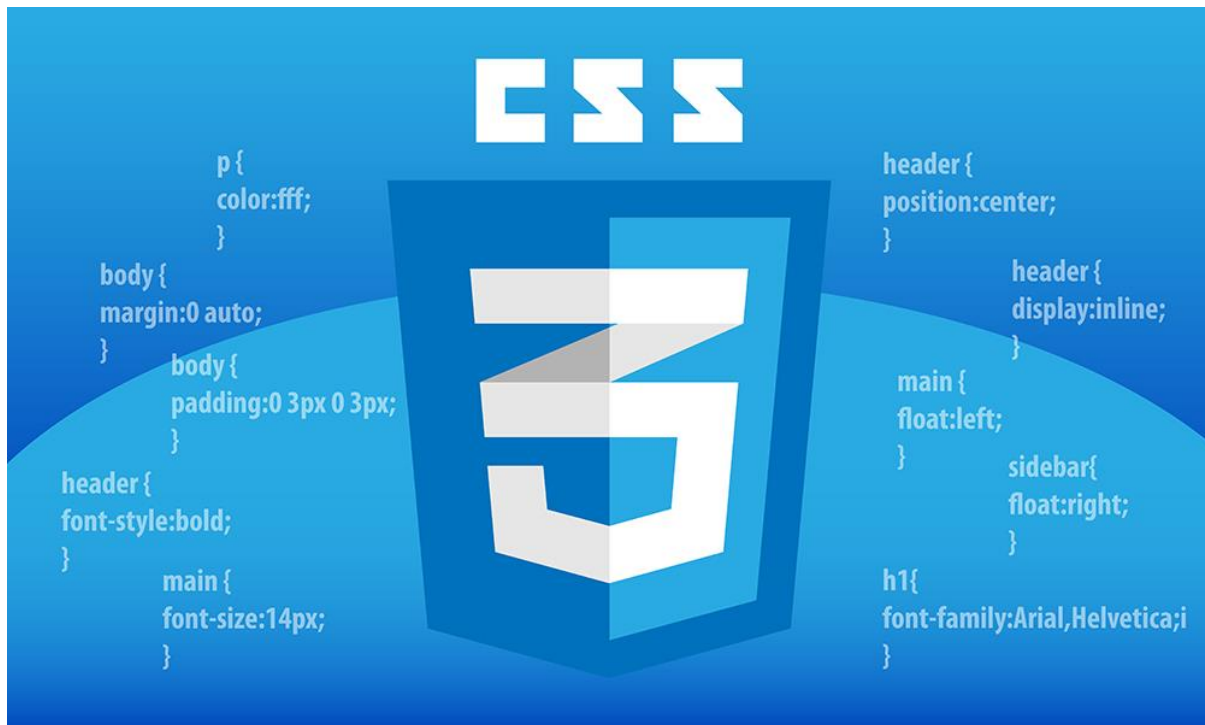 CSS
3
p {
color:fff;
}
body {
margin:0 auto;
}
body {
padding:0 3px 0 3px;
}
header {
font-style:bold;
}
main {
font-size:14px;
}
header {
position:center;
}
header {
display:inline;
}
main {
float:left;
}
sidebar{
float:right;
}
h1{
font-family:Arial,Helvetica;i
}